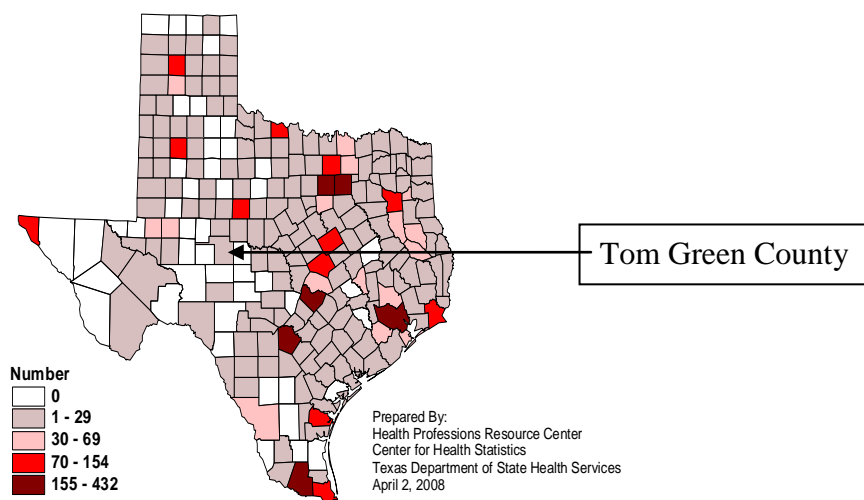 Tom Green County
Number
0
1 - 29
30 - 69
70 - 154
155 - 432
Prepared By:
Health Professions Resource Center
Center for Health Statistics
Texas Department of State Health Services
April 2, 2008